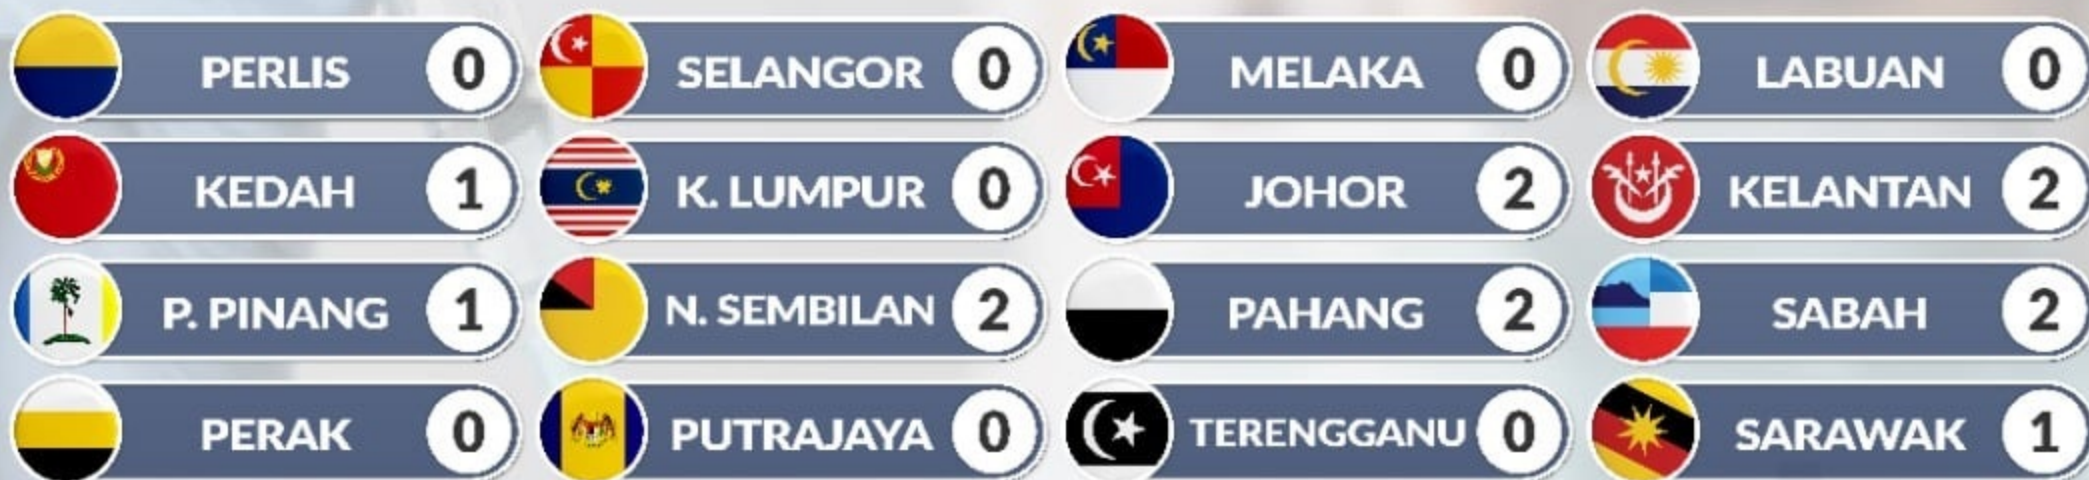 PERLIS 0
SELANGOR 0
MELAKA 0
LABUAN 0
KEDAH 1
K. LUMPUR 0
JOHOR 2
KELANTAN 2
P. PINANG 1
N. SEMBILAN 2
PAHANG 2
SABAH 2
PERAK 0
PUTRAJAYA 0
TERENGGANU 0
SARAWAK 1